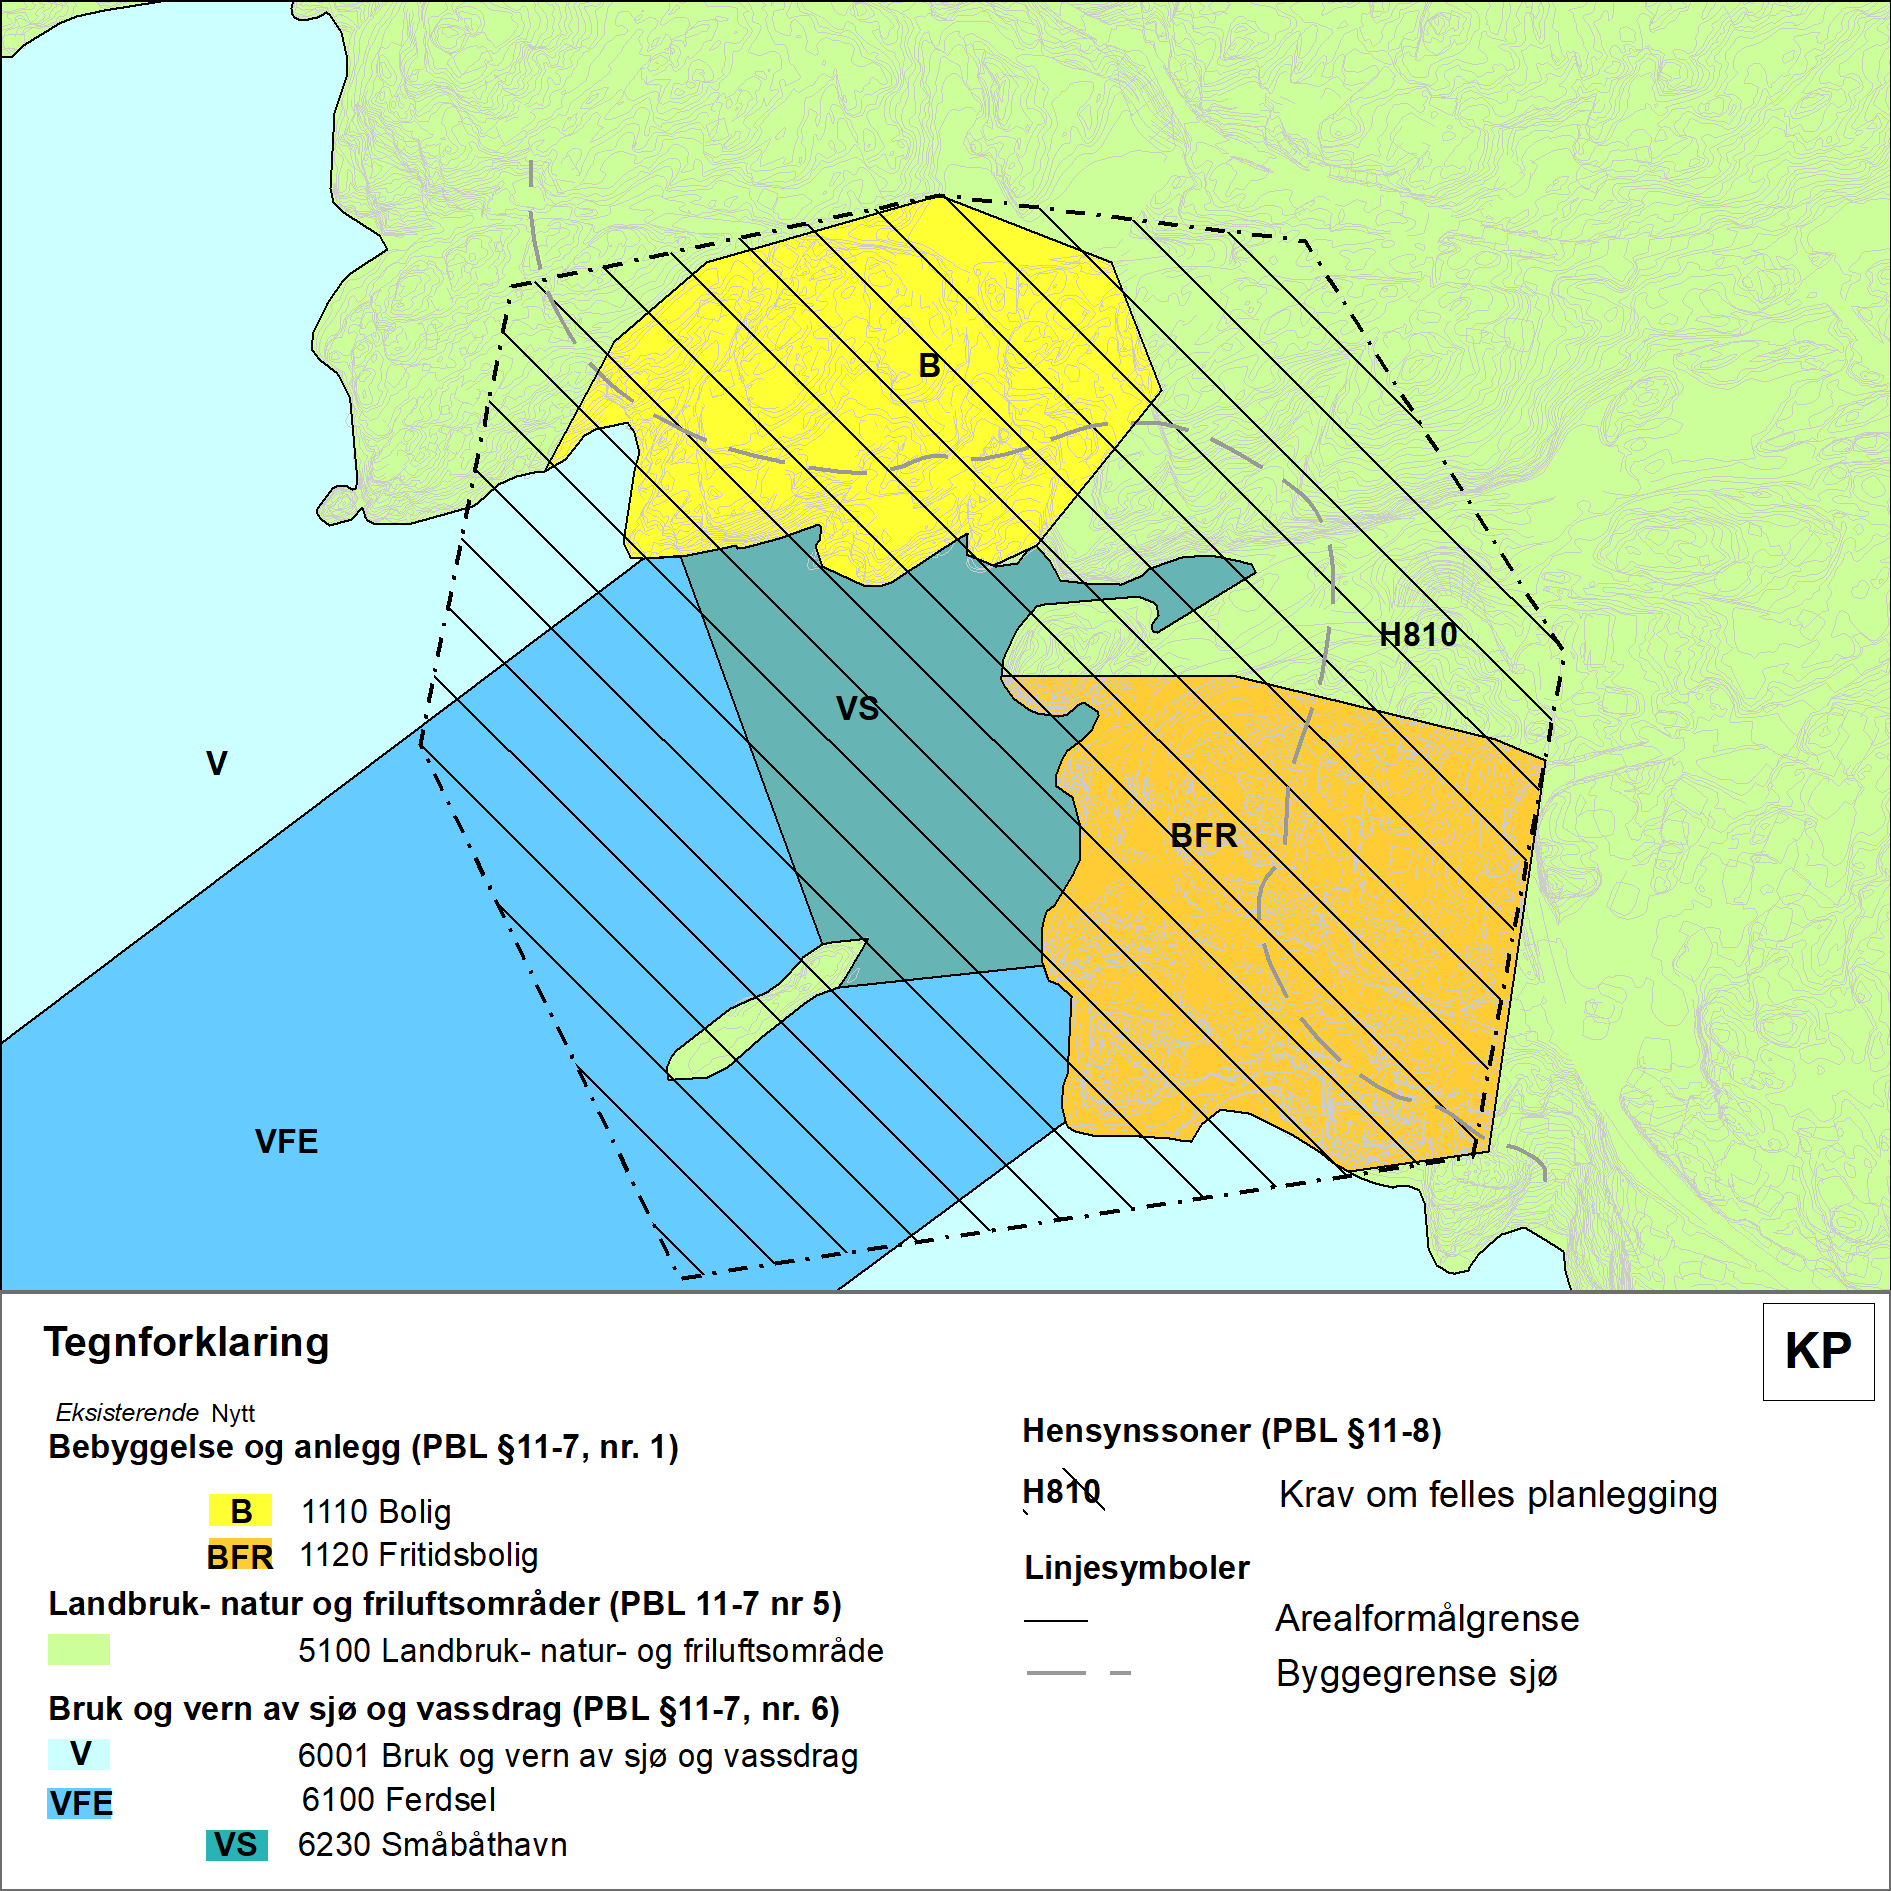 B
H810
VS
V
BFR
VFE
Tegnforklaring
KP
Eksisterende Nytt
Bebyggelse og anlegg (PBL §11-7, nr. 1)
B 1110 Bolig
BFR 1120 Fritidsbolig
Landbruk- natur og friluftsområder (PBL 11-7 nr 5)
5100 Landbruk- natur- og friluftsområde
Bruk og vern av sjø og vassdrag (PBL §11-7, nr. 6)
V 6001 Bruk og vern av sjø og vassdrag
VFE 6100 Ferdsel
VS 6230 Småbåthavn
Hensynssoner (PBL §11-8)
H810 Krav om felles planlegging
Linjesymboler
Arealformålgrense
Byggegrense sjø